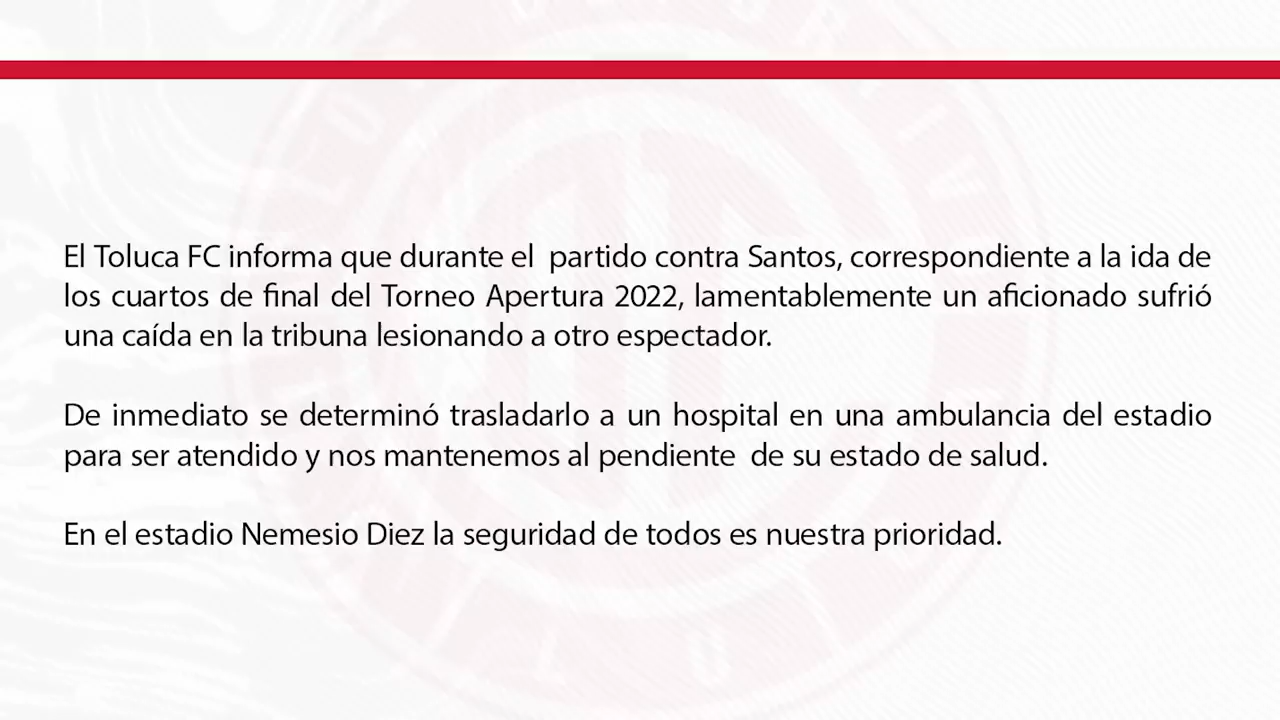 El Toluca FC informa que durante el  partido contra Santos, correspondiente a la ida de
los cuartos de final del Torneo Apertura 2022, lamentablemente un aficionado sufrió
una caída en la tribuna lesionando a otro espectador.
De inmediato se determinó trasladarlo a un hospital en una ambulancia del estadio
para ser atendido y nos mantenemos al pendiente  de su estado de salud.
En el estadio Nemesio Diez la seguridad de todos es nuestra prioridad.